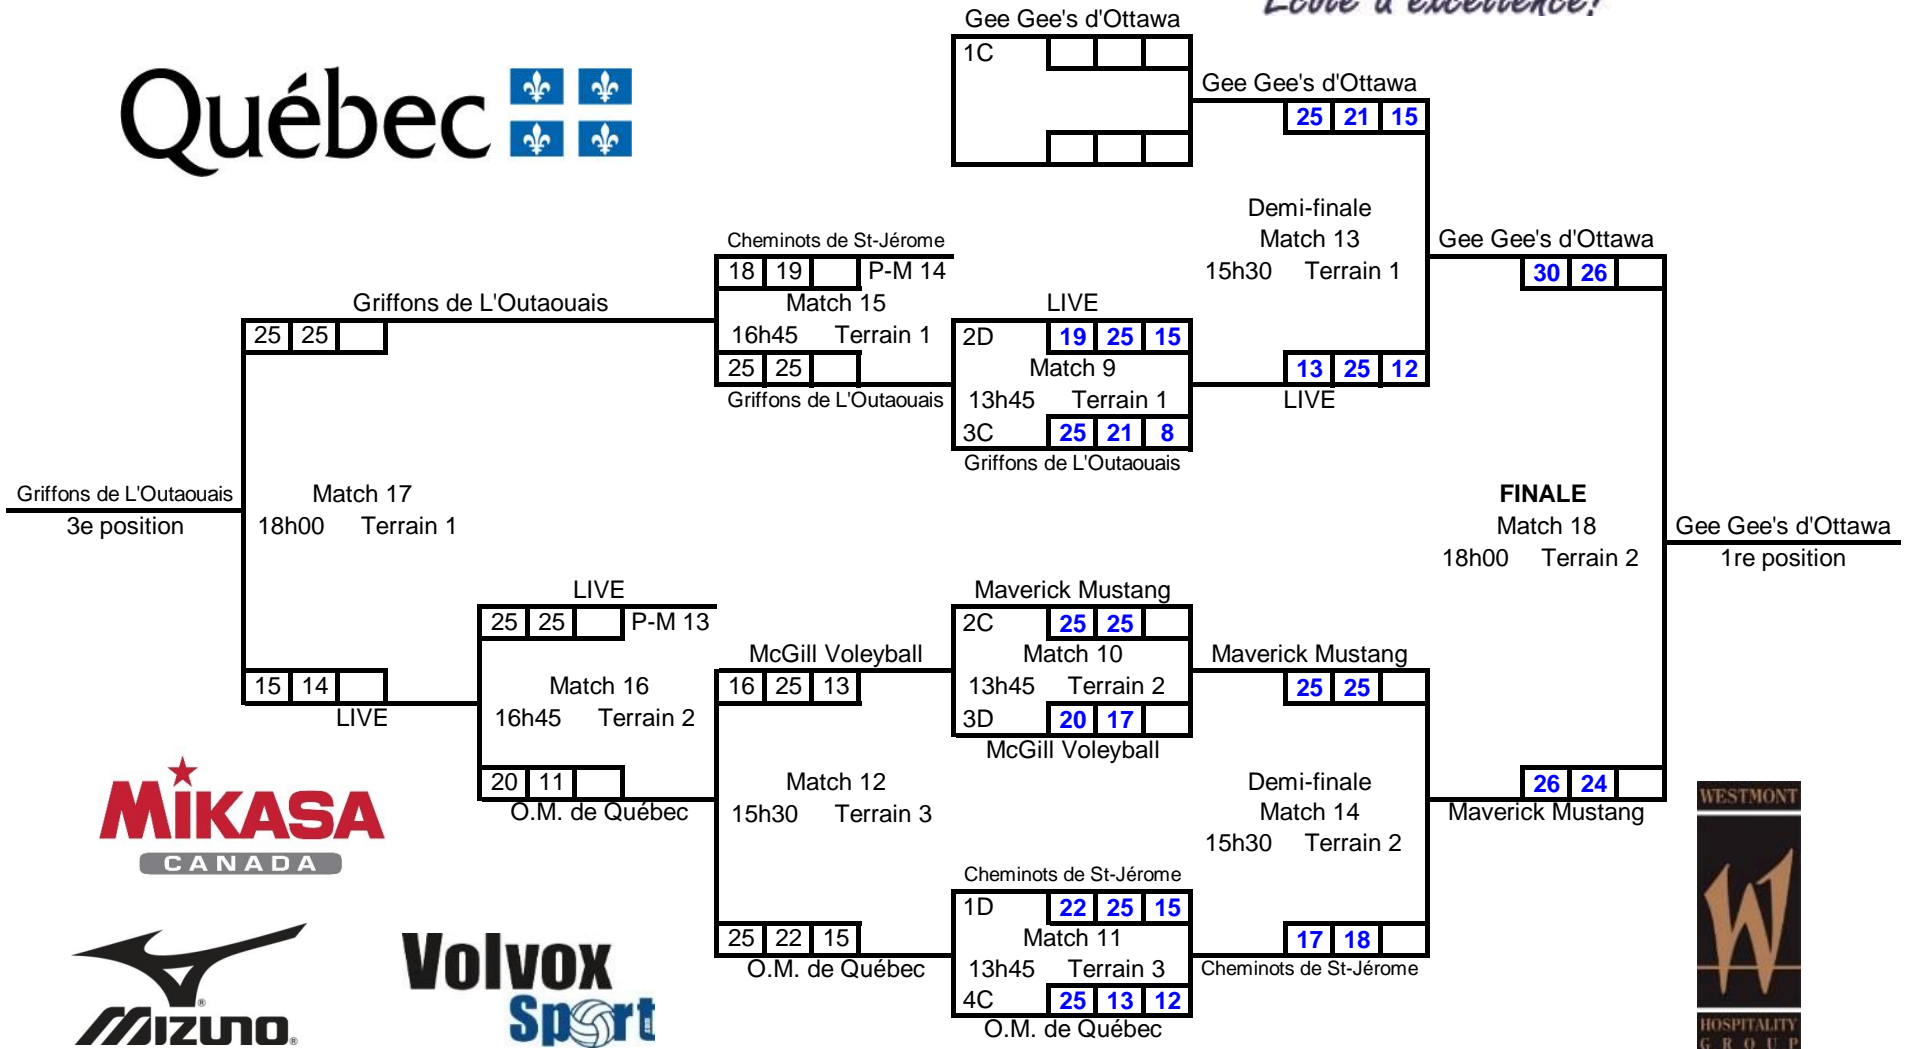 École d'excellence!
Gee Gee's d'Ottawa
1C
Québec
Gee Gee's d'Ottawa
25 21 15
Demi-finale
Match 13
15h30 Terrain 1
Cheminots de St-Jérome
18 19 P-M 14
Match 15
16h45 Terrain 1
25 25
Griffons de L'Outaouais
Gee Gee's d'Ottawa
30 26
Griffons de L'Outaouais
25 25
LIVE
2D 19 25 15
Match 9
13h45 Terrain 1
3C 25 21 8
Griffons de L'Outaouais
13 25 12
LIVE
Griffons de L'Outaouais
3e position
Match 17
18h00 Terrain 1
FINALE
Match 18
18h00 Terrain 2
Gee Gee's d'Ottawa
1re position
LIVE
25 25 P-M 13
Match 16
16h45 Terrain 2
20 11
O.M. de Québec
15 14
LIVE
McGill Voleyball
16 25 13
Match 12
15h30 Terrain 3
25 22 15
O.M. de Québec
Maverick Mustang
2C 25 25
Match 10
13h45 Terrain 2
3D 20 17
McGill Voleyball
Maverick Mustang
25 25
Demi-finale
Match 14
15h30 Terrain 2
17 18
Cheminots de St-Jérome
26 24
Maverick Mustang
Cheminots de St-Jérome
1D 22 25 15
Match 11
13h45 Terrain 3
4C 25 13 12
O.M. de Québec
MIKASA
CANADA
MIZUNO
Volvox
Sport
.com
WESTMONT
W
HOSPITALITY
GROUP